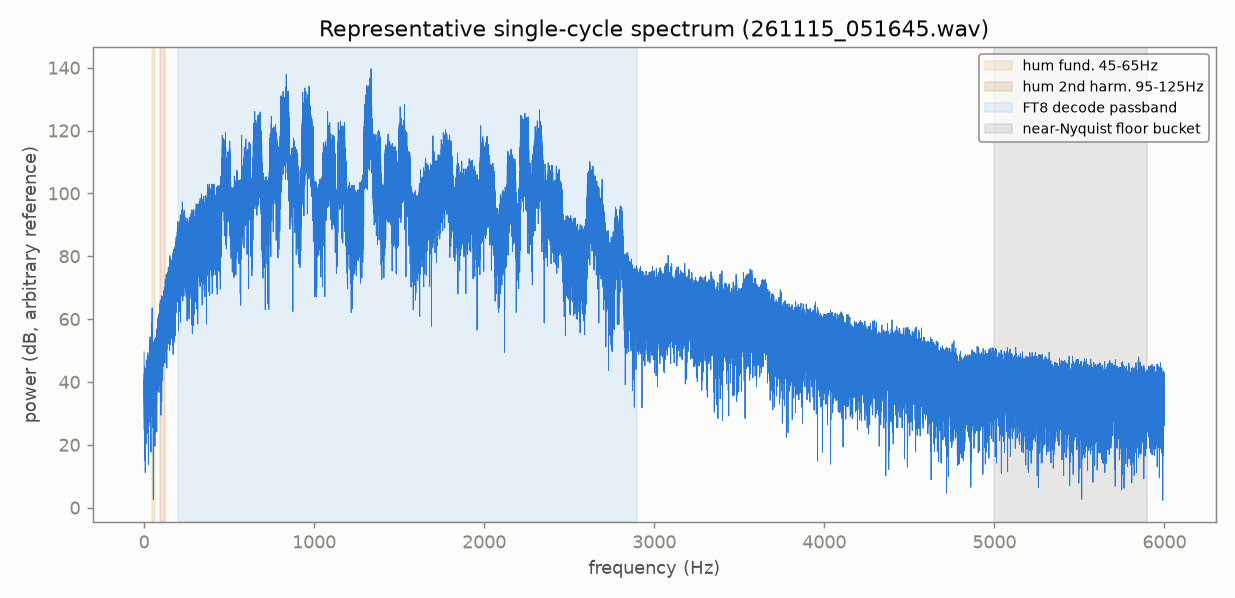 Representative single-cycle spectrum (261115_051645.wav)
hum fund. 45-65Hz
hum 2nd harm. 95-125Hz
FT8 decode passband
near-Nyquist floor bucket
power (dB, arbitrary reference)
140
120
100
80
60
40
20
0
0 1000 2000 3000 4000 5000 6000
frequency (Hz)